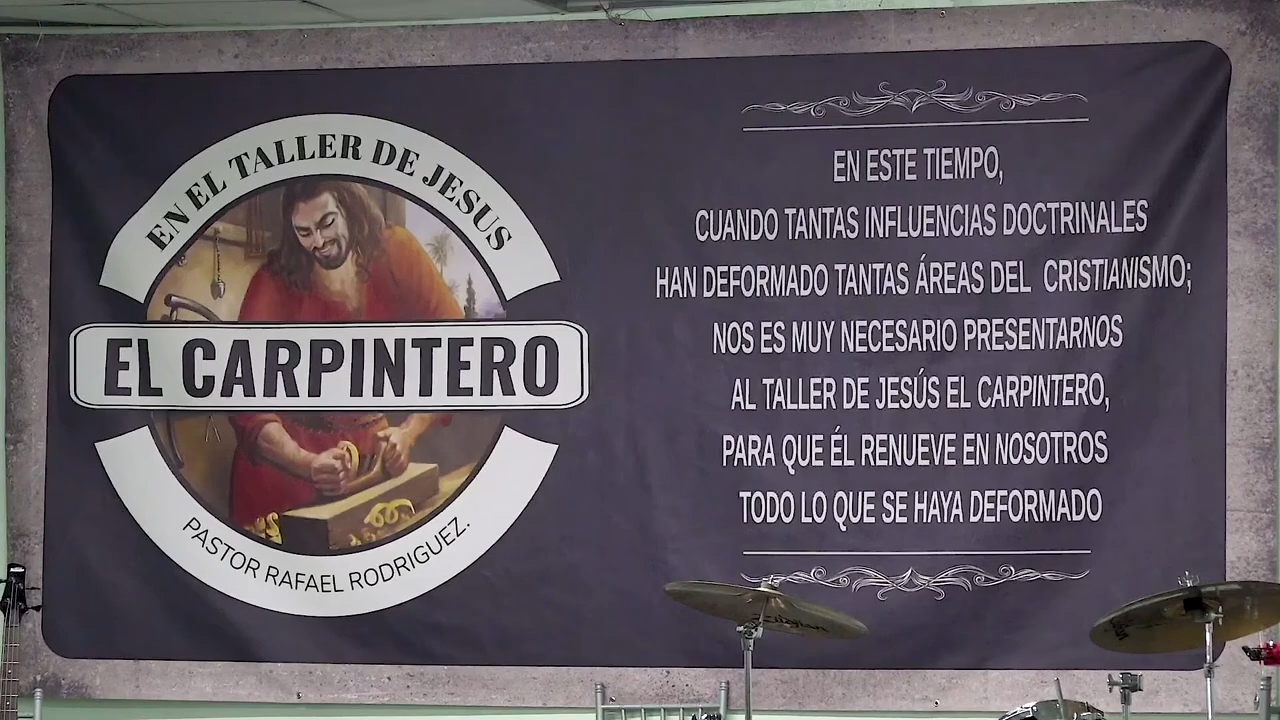 EN EL TALLER DE JESUS
EL CARPINTERO
PASTOR RAFAEL RODRIGUEZ.
EN ESTE TIEMPO,
CUANDO TANTAS INFLUENCIAS DOCTRINALES
HAN DEFORMADO TANTAS ÁREAS DEL CRISTIANISMO;
NOS ES MUY NECESARIO PRESENTARNOS
AL TALLER DE JESÚS EL CARPINTERO,
PARA QUE ÉL RENUEVE EN NOSOTROS
TODO LO QUE SE HAYA DEFORMADO